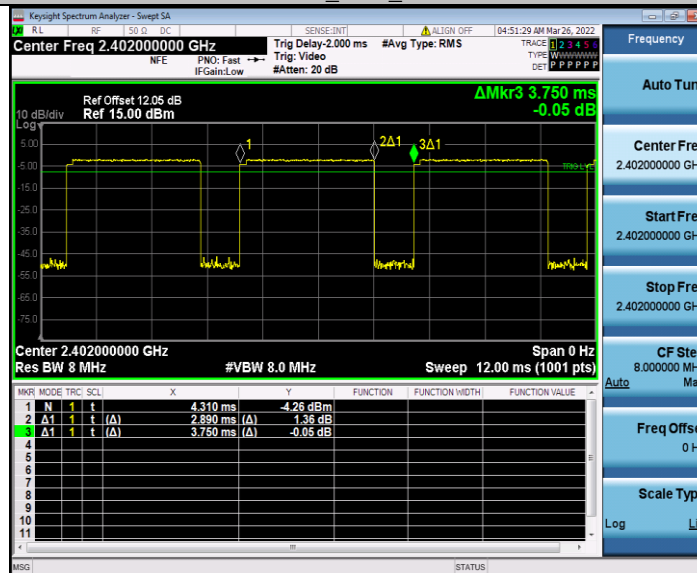 Keysight Spectrum Analyzer - Swept SA
RL RF 50 Ω DC SENSE:INT ALIGN OFF 04:51:29 AM Mar 26, 2022
Center Freq 2.402000000 GHz
NFE PNO: Fast IFGain:Low
Trig Delay-2.000 ms #Avg Type: RMS
Trig: Video
#Atten: 20 dB
TRACE 1 2 3 4 5 6
TYPE WWWWWW
DET P P P P P P
ΔMkr3 3.750 ms
-0.05 dB
Ref Offset 12.05 dB
10 dB/div Ref 15.00 dBm
Log
5.00
-5.00
-15.0
-25.0
-35.0
-45.0
-55.0
-65.0
-75.0
1
2Δ1
3Δ1
Center 2.402000000 GHz Span 0 Hz
Res BW 8 MHz #VBW 8.0 MHz Sweep 12.00 ms (1001 pts)
MKR MODE TRC SCL X Y FUNCTION FUNCTION WIDTH FUNCTION VALUE
1 N 1 t 4.310 ms -4.26 dBm
2 Δ1 1 t (Δ) 2.890 ms (Δ) 1.36 dB
3 Δ1 1 t (Δ) 3.750 ms (Δ) -0.05 dB
4
5
6
7
8
9
10
11
MSG STATUS
Frequency
Auto Tun
Center Fre
2.402000000 GH
Start Fre
2.402000000 GH
Stop Fre
2.402000000 GH
CF Ste
8.000000 MH
Auto Ma
Freq Offse
0 H
Scale Typ
Log Li